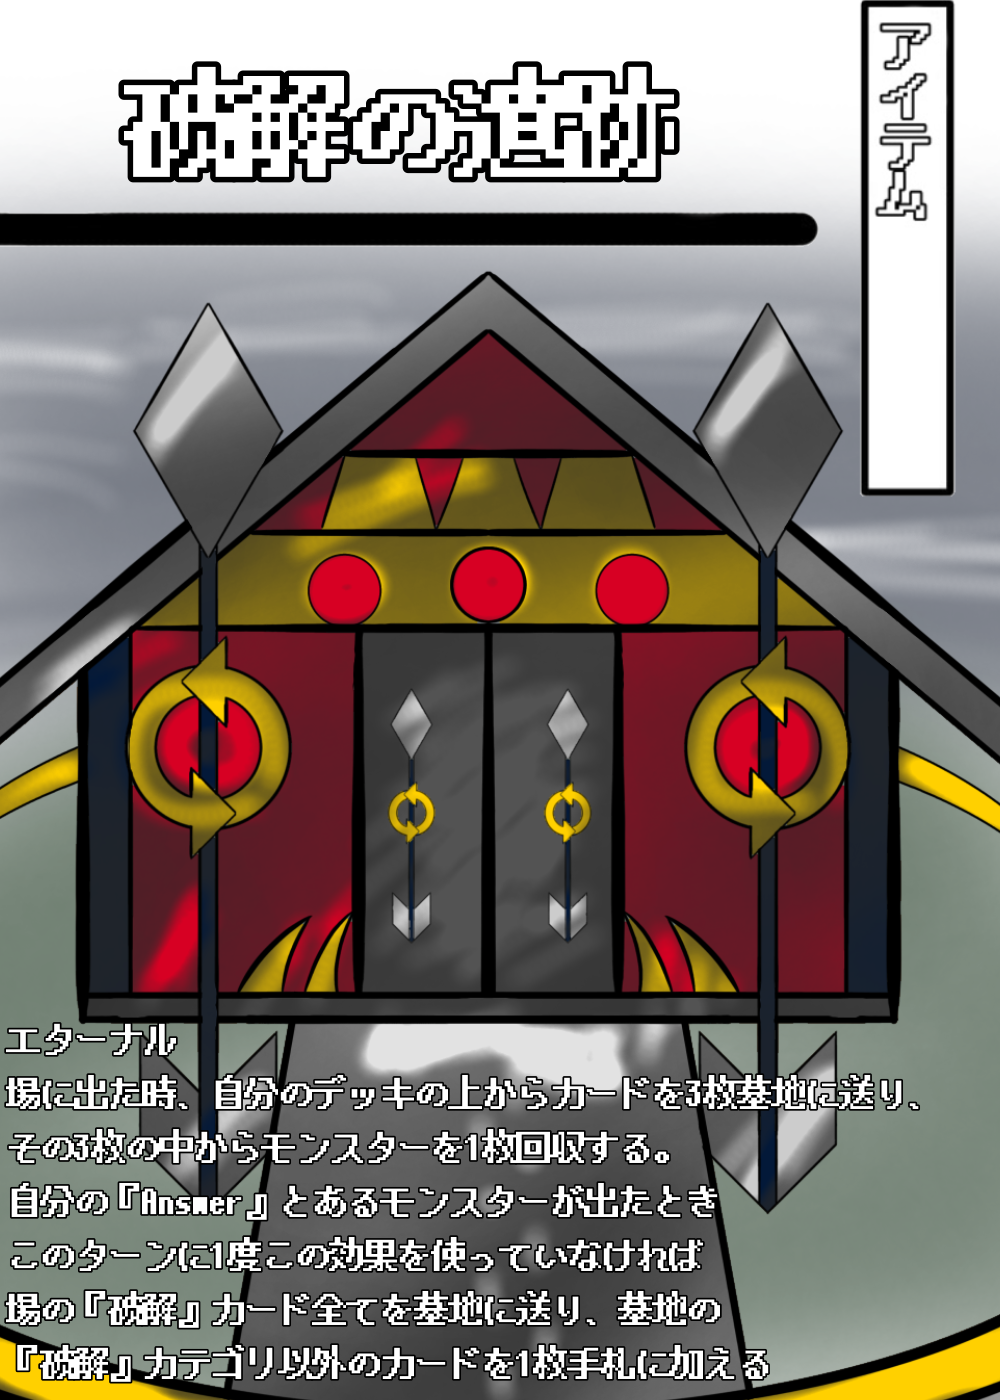 破解の遺跡
アイテム
エターナル
場に出た時、自分のデッキの上からカードを3枚墓地に送り、
その3枚の中からモンスターを1枚回収する。
自分の『Answer』とあるモンスターが出たとき
このターンに1度この効果を使っていなければ
場の『破解』カード全てを墓地に送り、墓地の
『破解』カテゴリ以外のカードを1枚手札に加える